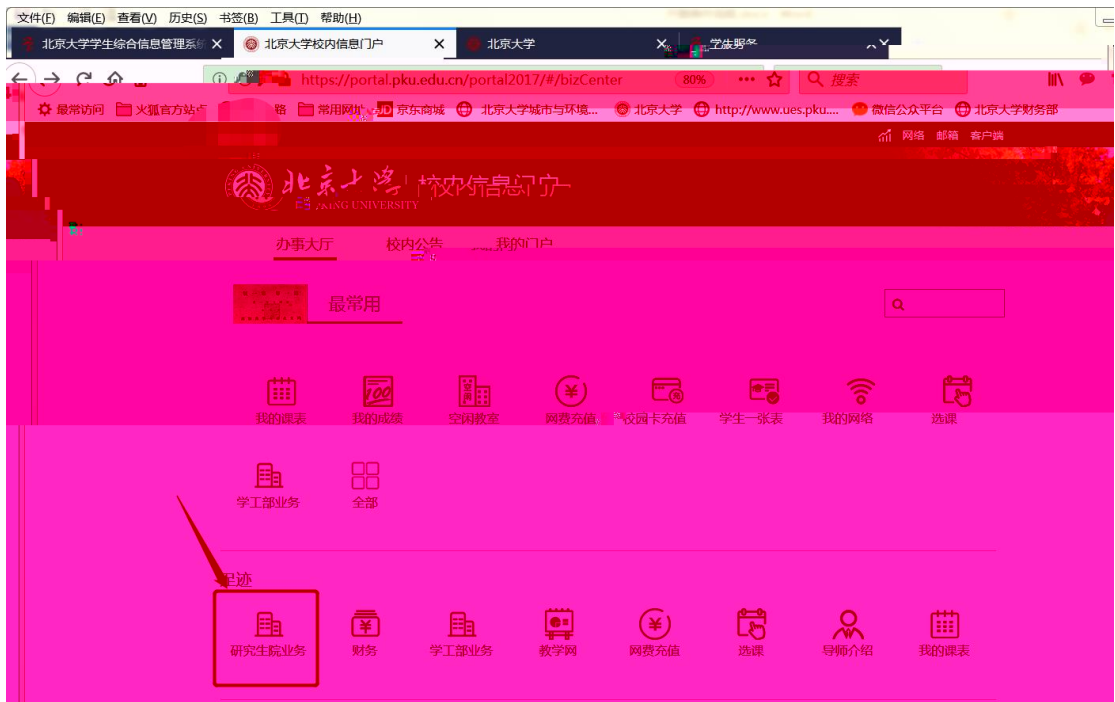 文件(F) 编辑(E) 查看(V) 历史(S) 书签(B) 工具(T) 帮助(H)
北京大学学生综合信息管理系统 北京大学校内信息门户 北京大学 学生服务
https://portal.pku.edu.cn/portal2017/#/bizCenter 80% 搜索
最常访问 火狐官方站点 常用网址 JD 京东商城 北京大学城市与环境... 北京大学 http://www.ues.pku.... 微信公众平台 北京大学财务部
网络 邮箱 客户端
北京大学 校内信息门户
PEKING UNIVERSITY
办事大厅 校内公告 我的门户
最常用
我的课表 我的成绩 空闲教室 网费充值 校园卡充值 学生一张表 我的网络 选课
学工部业务 全部
足迹
研究生院业务 财务 学工部业务 教学网 网费充值 选课 导师介绍 我的课表